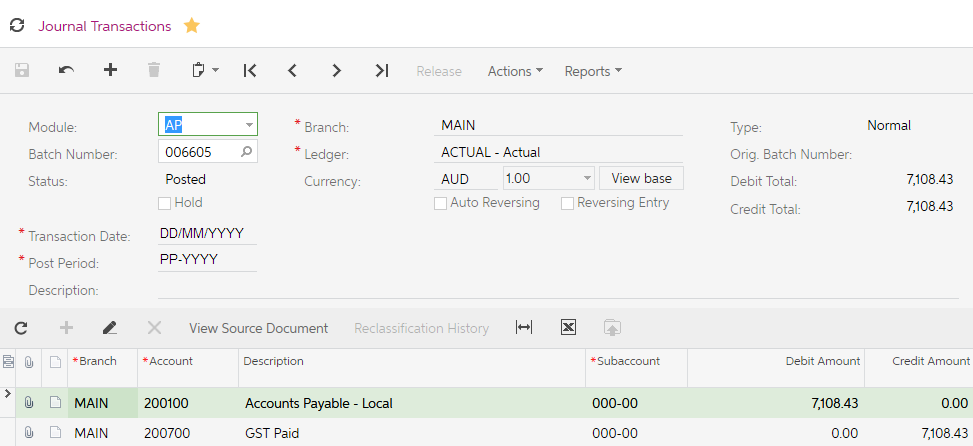 Journal Transactions
Release Actions Reports
Module: AP * Branch: MAIN Type: Normal
Batch Number: 006605 * Ledger: ACTUAL - Actual Orig. Batch Number:
Status: Posted Currency: AUD 1.00 View base Debit Total: 7,108.43
Hold Auto Reversing Reversing Entry Credit Total: 7,108.43
* Transaction Date: DD/MM/YYYY
* Post Period: PP-YYYY
Description:
View Source Document Reclassification History
*Branch *Account Description *Subaccount Debit Amount Credit Amount
MAIN 200100 Accounts Payable - Local 000-00 7,108.43 0.00
MAIN 200700 GST Paid 000-00 0.00 7,108.43